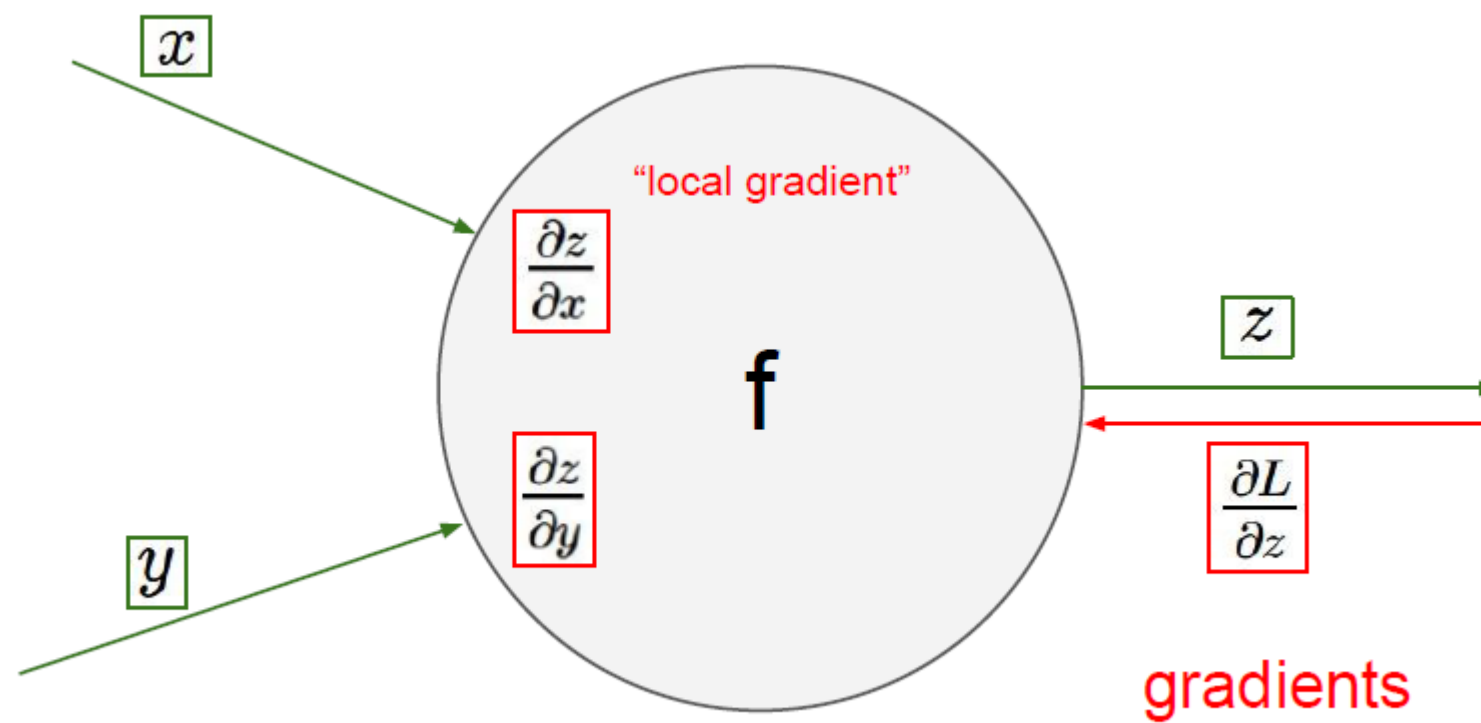 x
“local gradient”
∂z/∂x
z
f
∂z/∂y
∂L/∂z
y
gradients